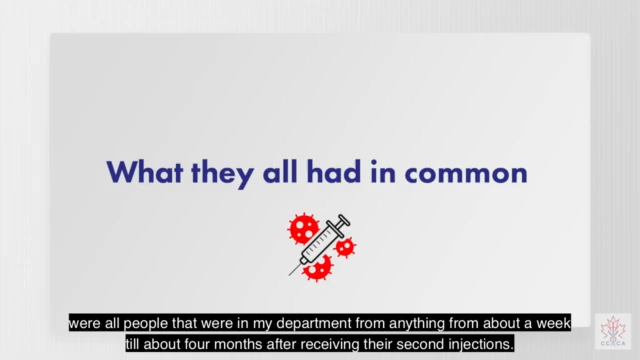 What they all had in common
were all people that were in my department from anything from about a week
till about four months after receiving their second injections.
CCCCA